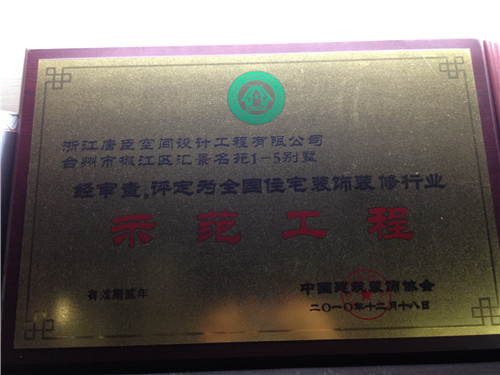 浙江唐臣空间设计工程有限公司
台州市椒江区汇景名苑1-5别墅
经审查,评定为全国住宅装饰装修行业
示范工程
有效期贰年
中国建筑装饰协会
二〇一〇年十二月十八日